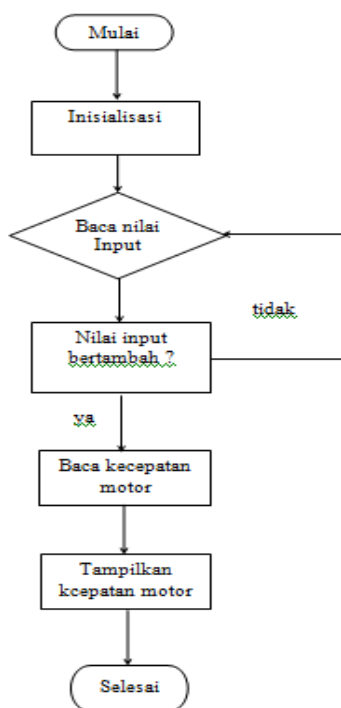 Mulai
Inisialisasi
Baca nilai
Input
tidak
Nilai input
bertambah ?
ya
Baca kecepatan
motor
Tampilkan
kcepatan motor
Selesai